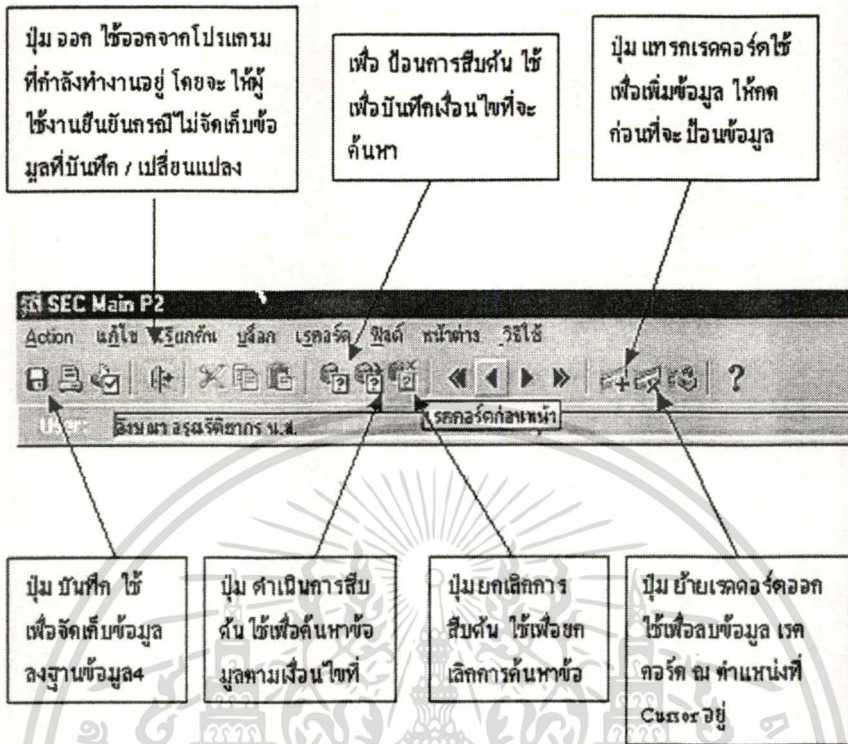 ปุ่ม ออก ใช้ออกจากโปรแกรม
ที่กำลังทำงานอยู่ โดยจะ ให้ผู้
ใช้งานยืนยันกรณีไม่จัดเก็บข้อ
มูลที่บันทึก / เปลี่ยนแปลง
เพื่อ ป้อนการสืบค้น ใช้
เพื่อบันทึกเงื่อนไขที่จะ
ค้นหา
ปุ่ม แทรกเรคคอร์ดใช้
เพื่อเพิ่มข้อมูล ให้กด
ก่อนที่จะ ป้อนข้อมูล
SEC Main P2
Action แก้ไข เรียกค้น บล็อก เรคอร์ด ฟิลด์ หน้าต่าง วิธีใช้
User: น.ส.
เรคคอร์ดก่อนหน้า
ปุ่ม บันทึก ใช้
เพื่อจัดเก็บข้อมูล
ลงฐานข้อมูล4
ปุ่ม ดำเนินการสืบ
ค้น ใช้เพื่อค้นหาข้อ
มูลตามเงื่อนไขที่
ปุ่มยกเลิกการ
สืบค้น ใช้เพื่อยก
เลิกการค้นหาข้อ
ปุ่ม ย้ายเรคคอร์ดออก
ใช้เพื่อลบข้อมูล เรค
คอร์ด ณ ตำแหน่งที่
Cursor อยู่